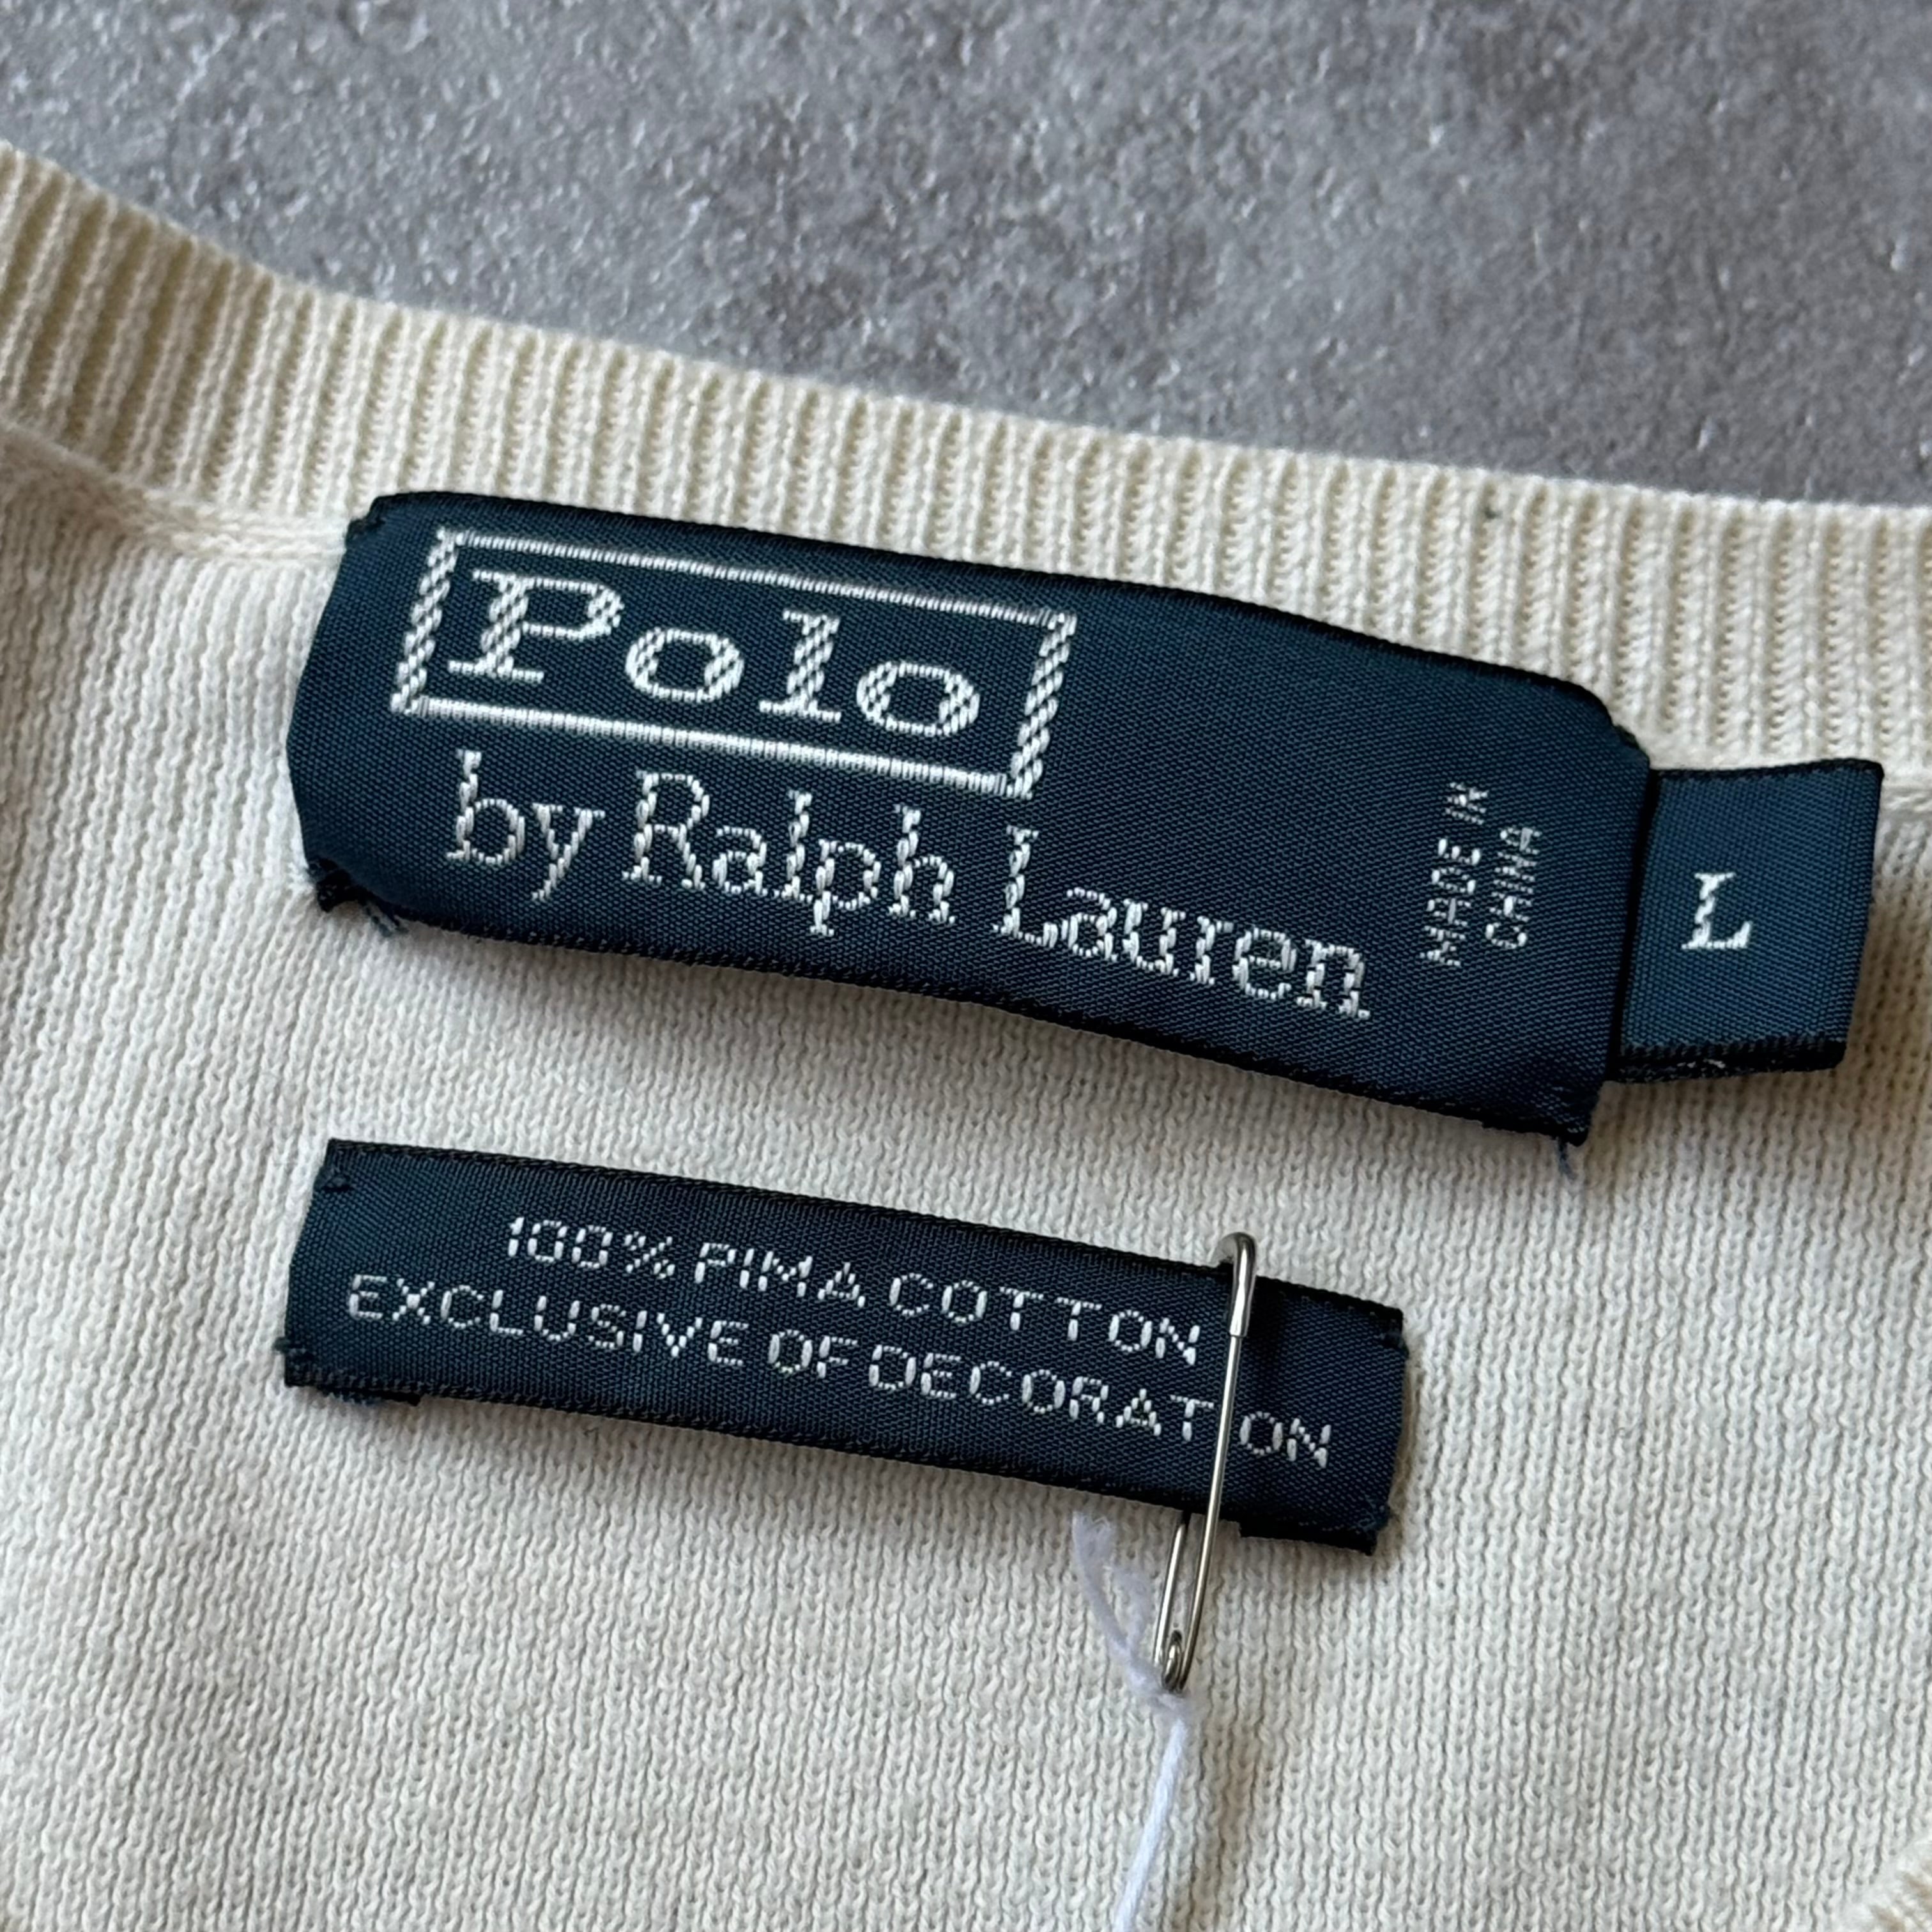 Polo
by Ralph Lauren
MADE IN
CHINA
L
100% PIMA COTTON
EXCLUSIVE OF DECORATION